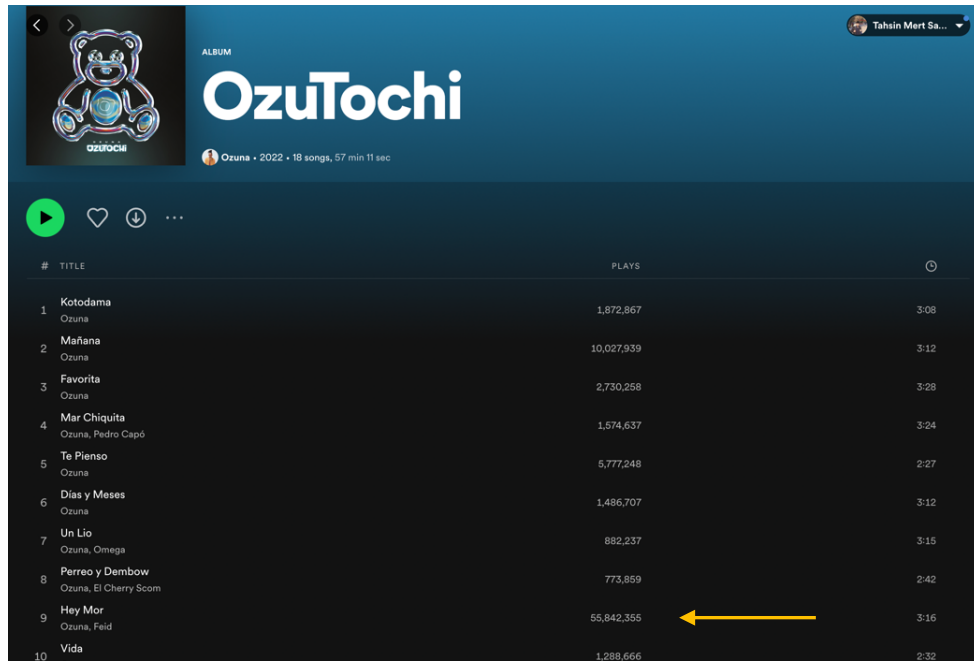 Tahsin Mert Sa...
ALBUM
OzuTochi
OZUNA
OZUTOCHI
Ozuna • 2022 • 18 songs, 57 min 11 sec
# TITLE PLAYS
1 Kotodama 1,872,867 3:08
Ozuna
2 Mañana 10,027,939 3:12
Ozuna
3 Favorita 2,730,258 3:28
Ozuna
4 Mar Chiquita 1,574,637 3:24
Ozuna, Pedro Capó
5 Te Pienso 5,777,248 2:27
Ozuna
6 Días y Meses 1,486,707 3:12
Ozuna
7 Un Lio 882,237 3:15
Ozuna, Omega
8 Perreo y Dembow 773,859 2:42
Ozuna, El Cherry Scom
9 Hey Mor 55,842,355 3:16
Ozuna, Feid
10 Vida 1,288,666 2:32